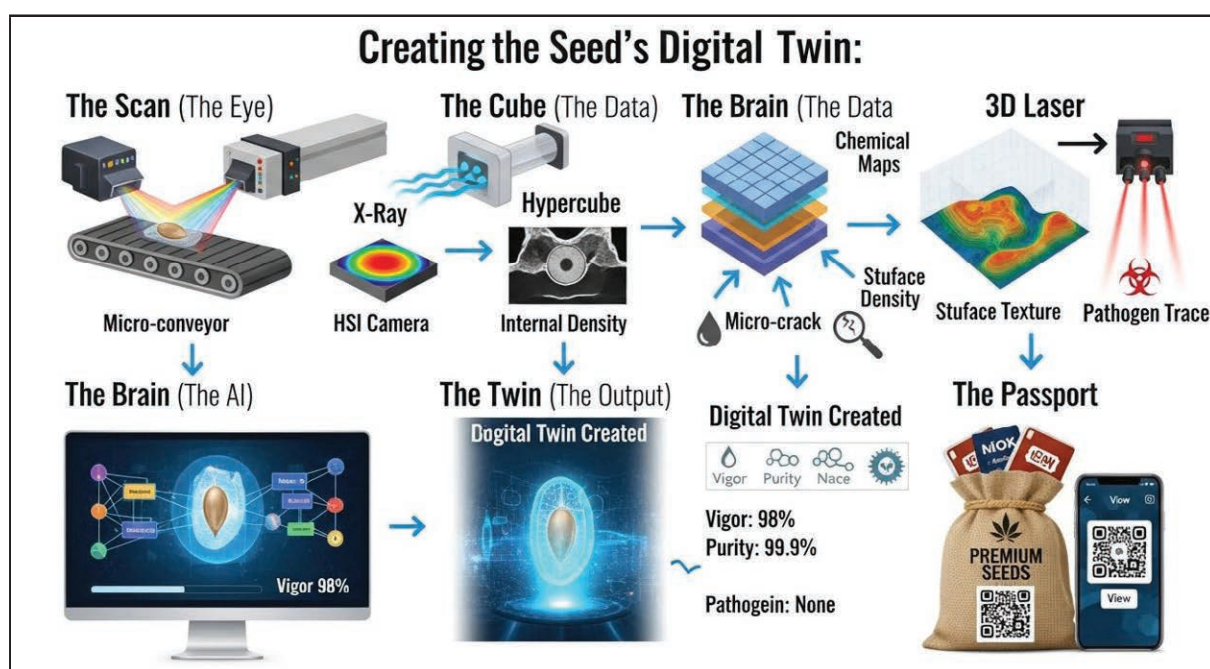 Creating the Seed's Digital Twin:
The Scan (The Eye)
The Cube (The Data)
The Brain (The Data
3D Laser
Chemical Maps
X-Ray
Hypercube
Stuface Density
Micro-conveyor
HSI Camera
Internal Density
Micro-crack
Stuface Texture
Pathogen Trace
The Brain (The AI)
The Twin (The Output)
Digital Twin Created
The Passport
Dogital Twin Created
Vigor
Purity
Nace
Vigor: 98%
Purity: 99.9%
Pathogein: None
Vigor 98%
PREMIUM
SEEDS
View
View